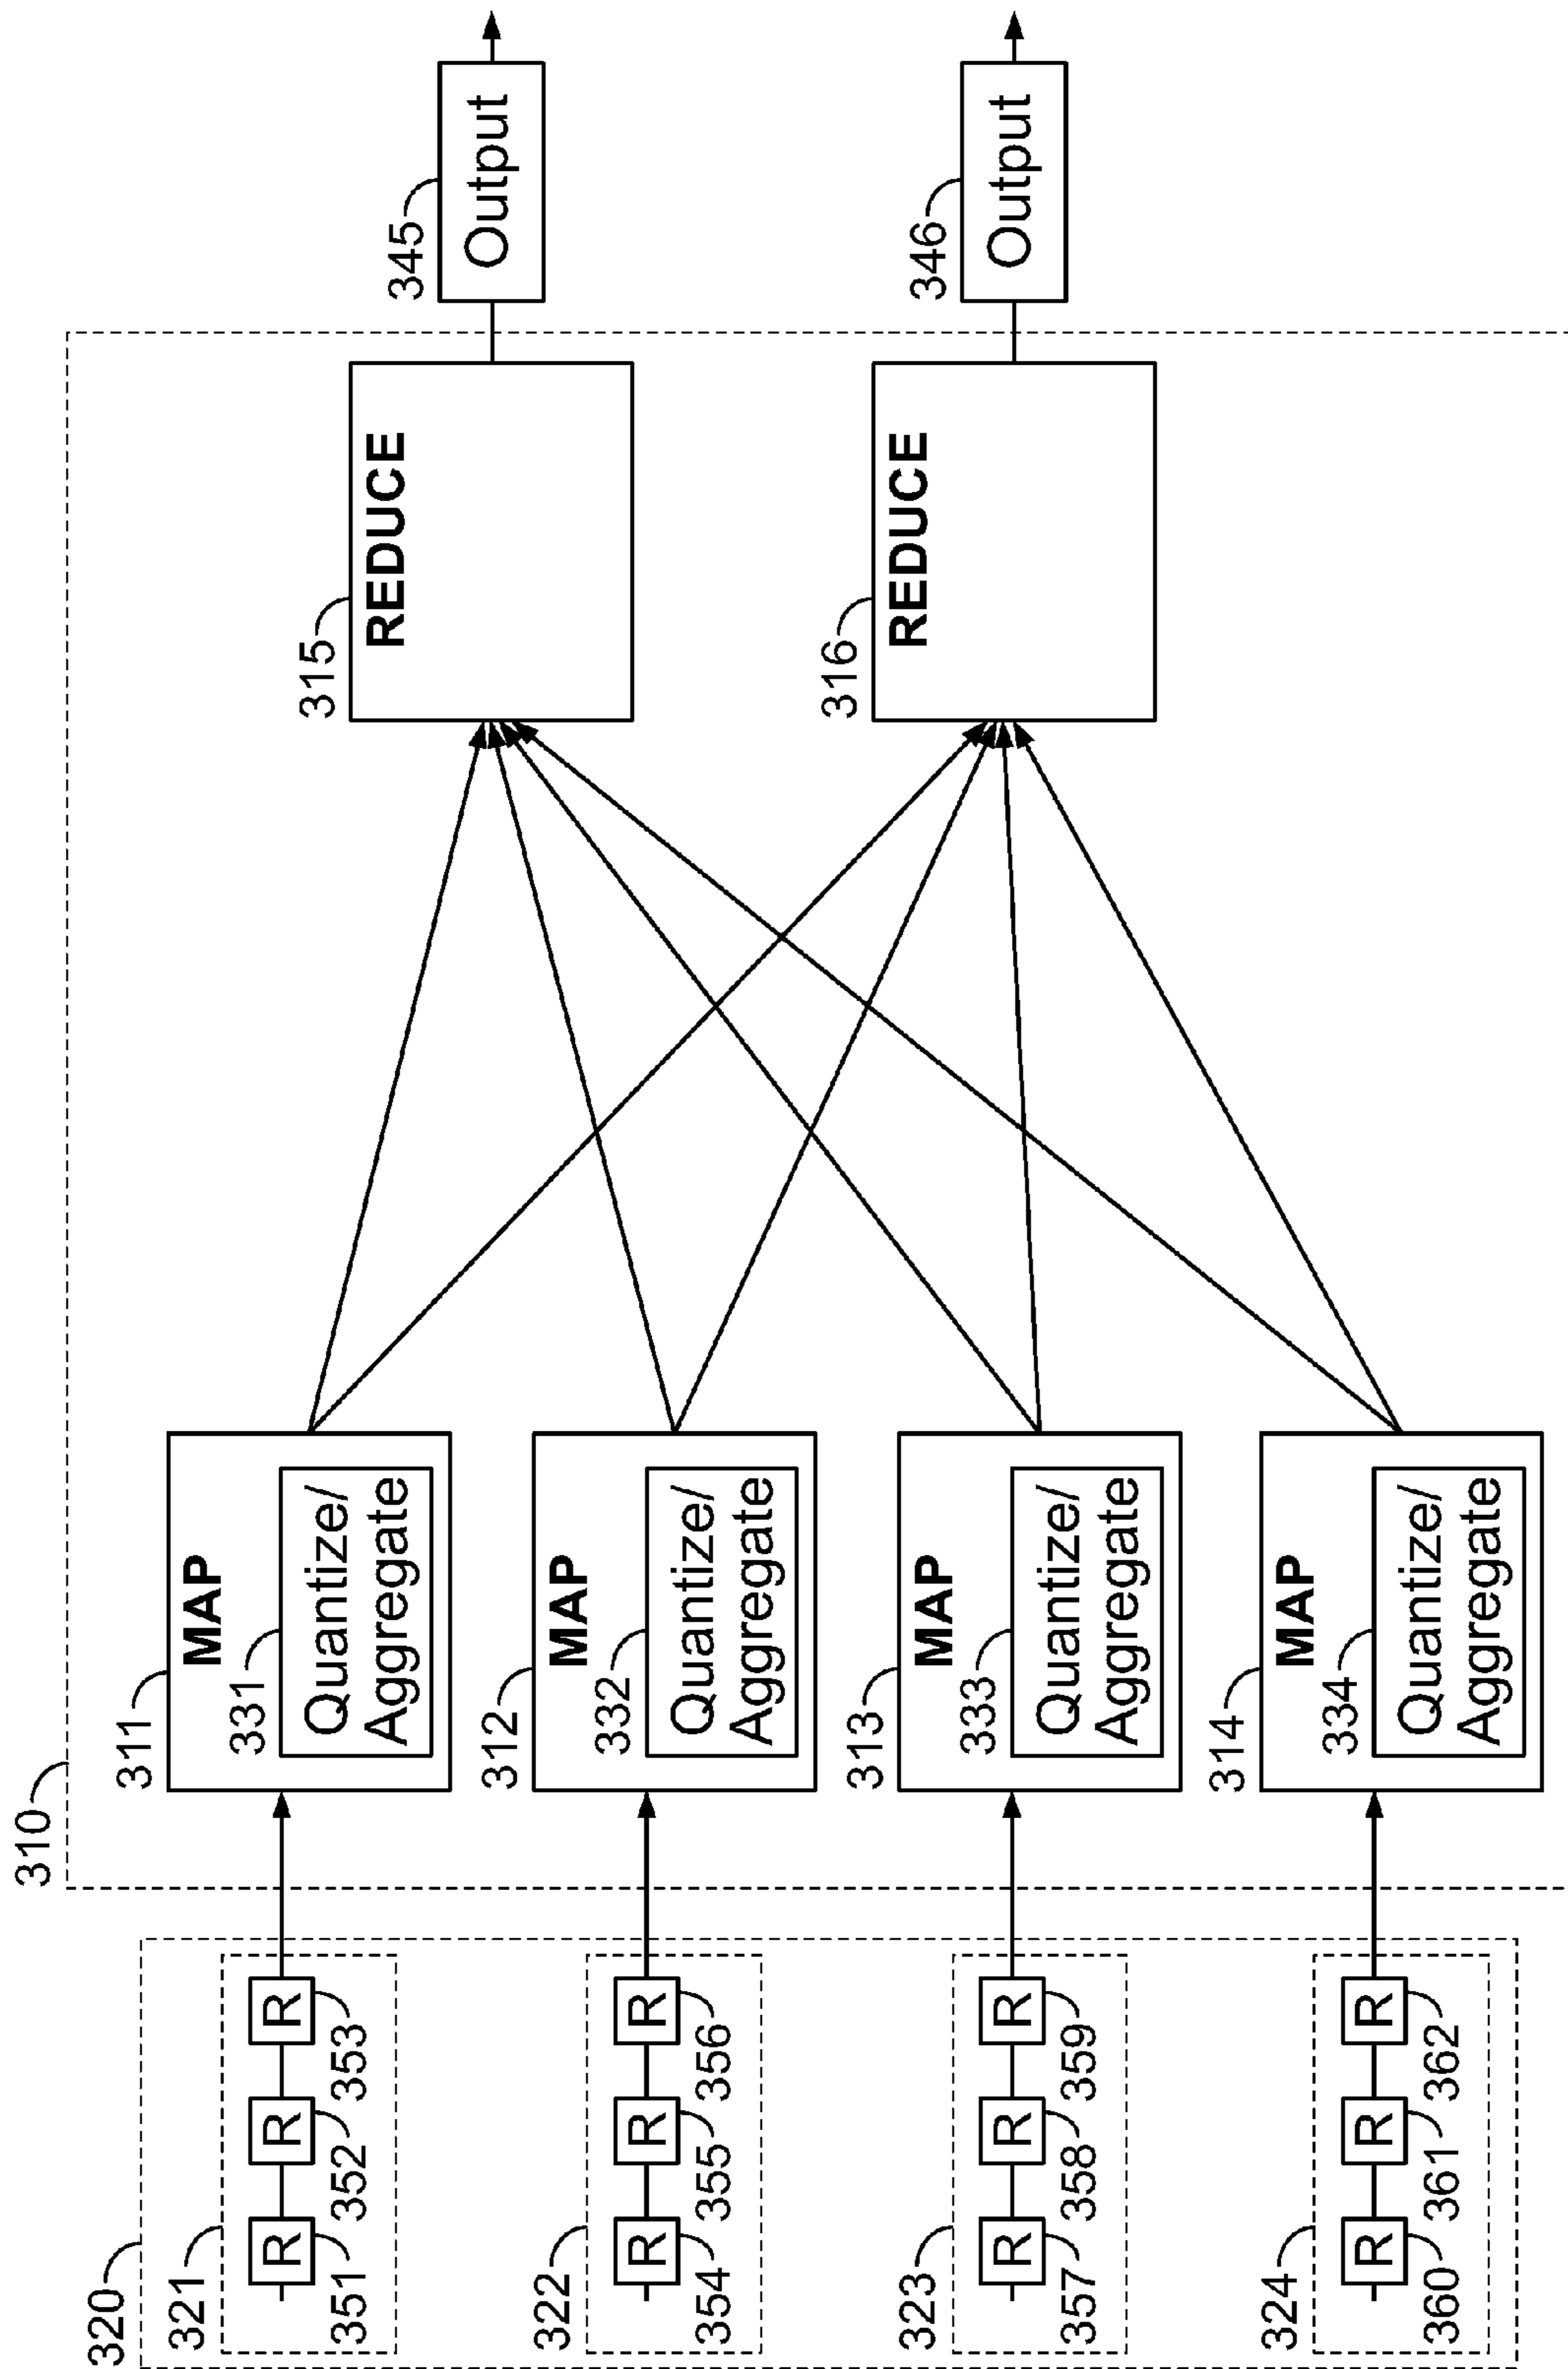 320
321
R
R
R
351
352
353
322
R
R
R
354
355
356
323
R
R
R
357
358
359
324
R
R
R
360
361
362
310
311
MAP
331
Quantize/
Aggregate
312
MAP
332
Quantize/
Aggregate
313
MAP
333
Quantize/
Aggregate
314
MAP
334
Quantize/
Aggregate
315
REDUCE
316
REDUCE
345
Output
346
Output